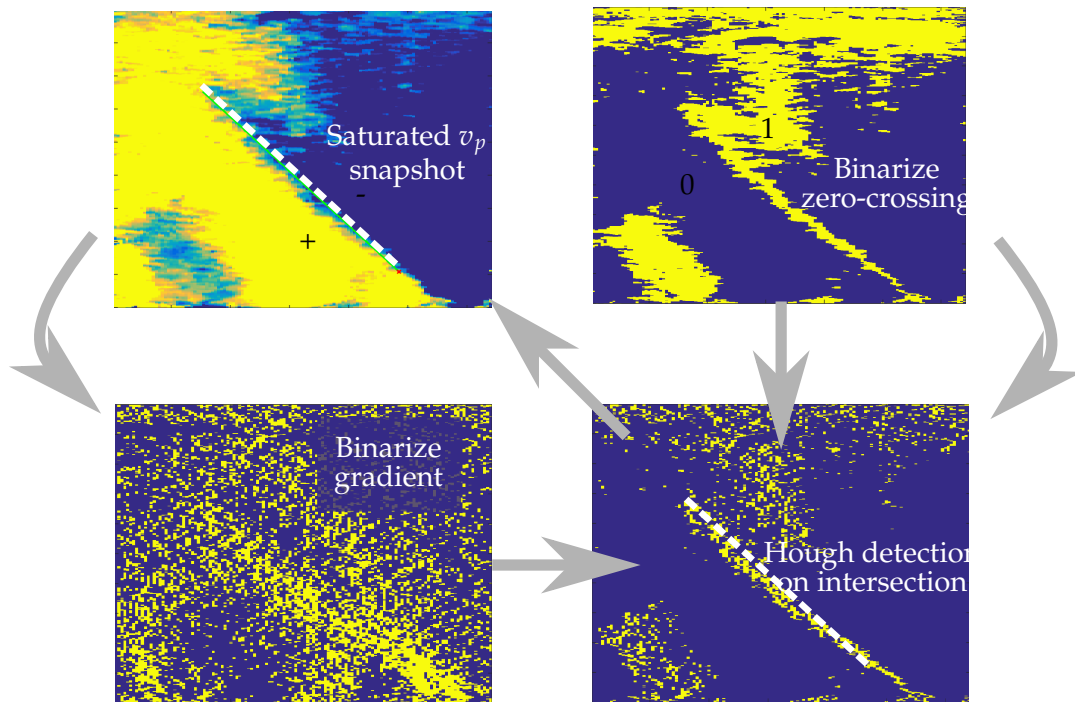 Saturated v_p
snapshot
-
+
1
0
Binarize
zero-crossing
Binarize
gradient
Hough detection
on intersection